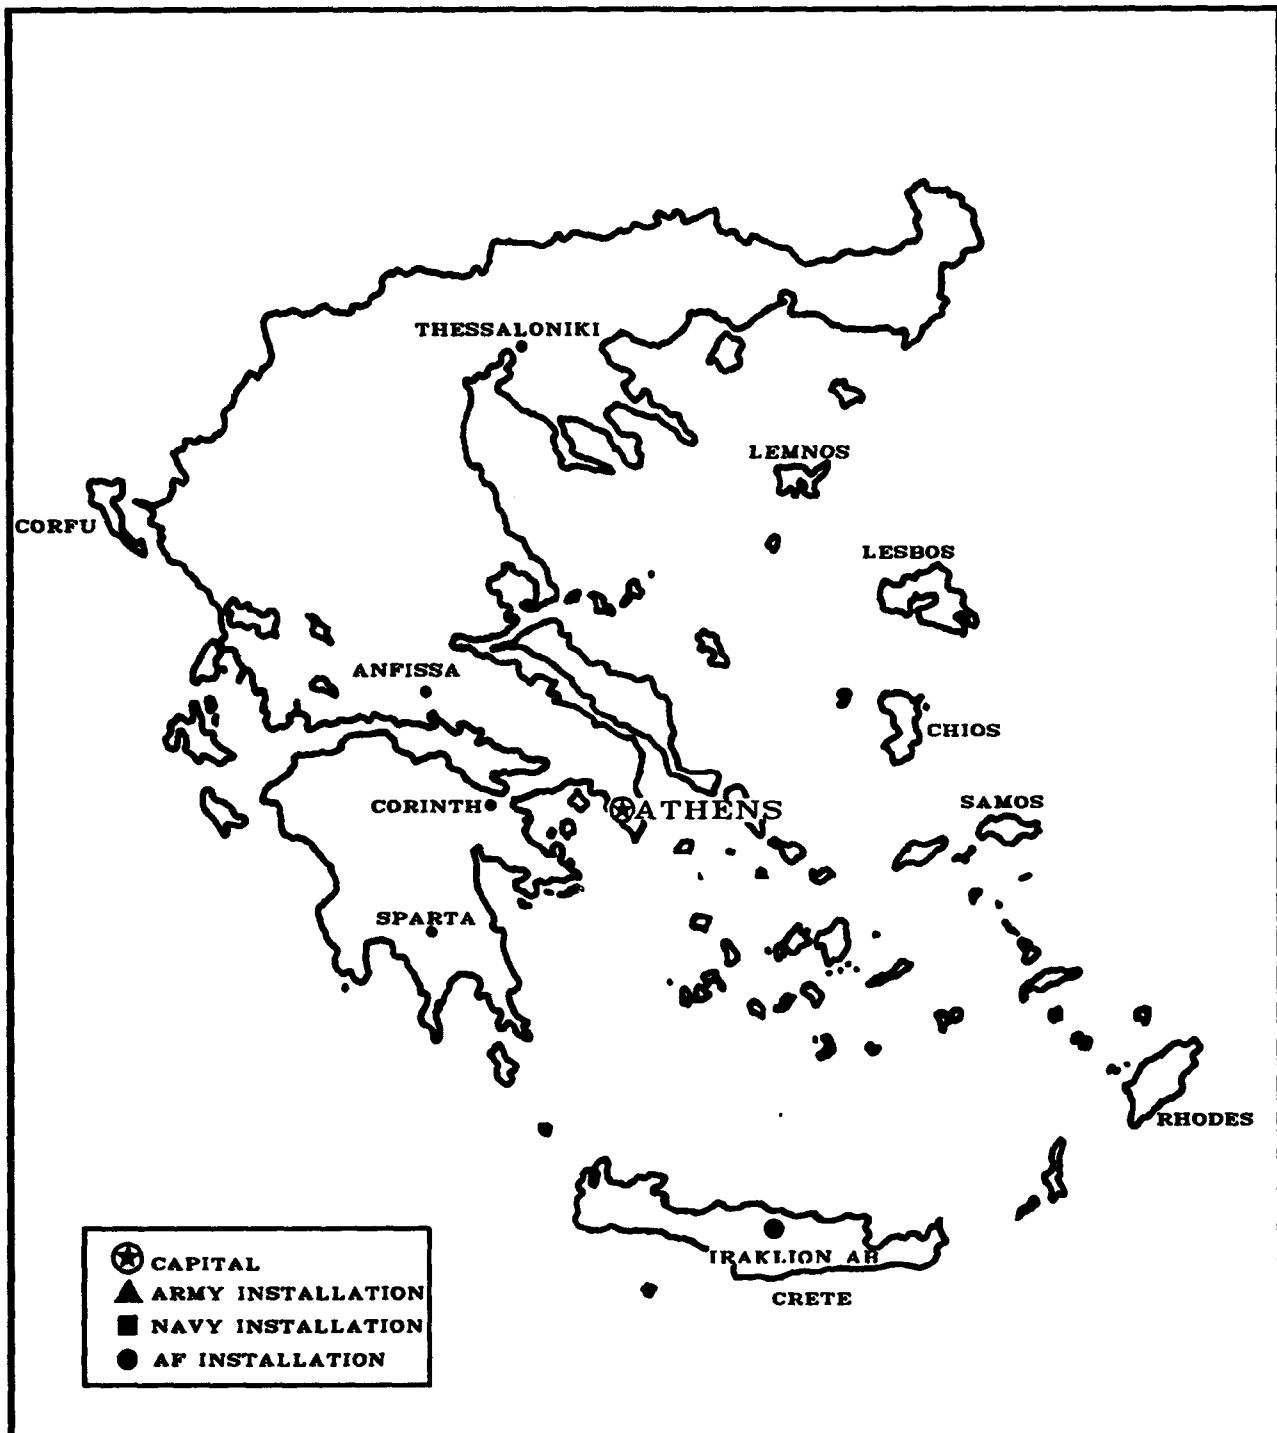 THESSALONIKI
LEMNOS
CORFU
LESBOS
ANFISSA
CHIOS
CORINTH
ATHENS
SAMOS
SPARTA
RHODES
IRAKLION AB
CRETE
CAPITAL
ARMY INSTALLATION
NAVY INSTALLATION
AF INSTALLATION